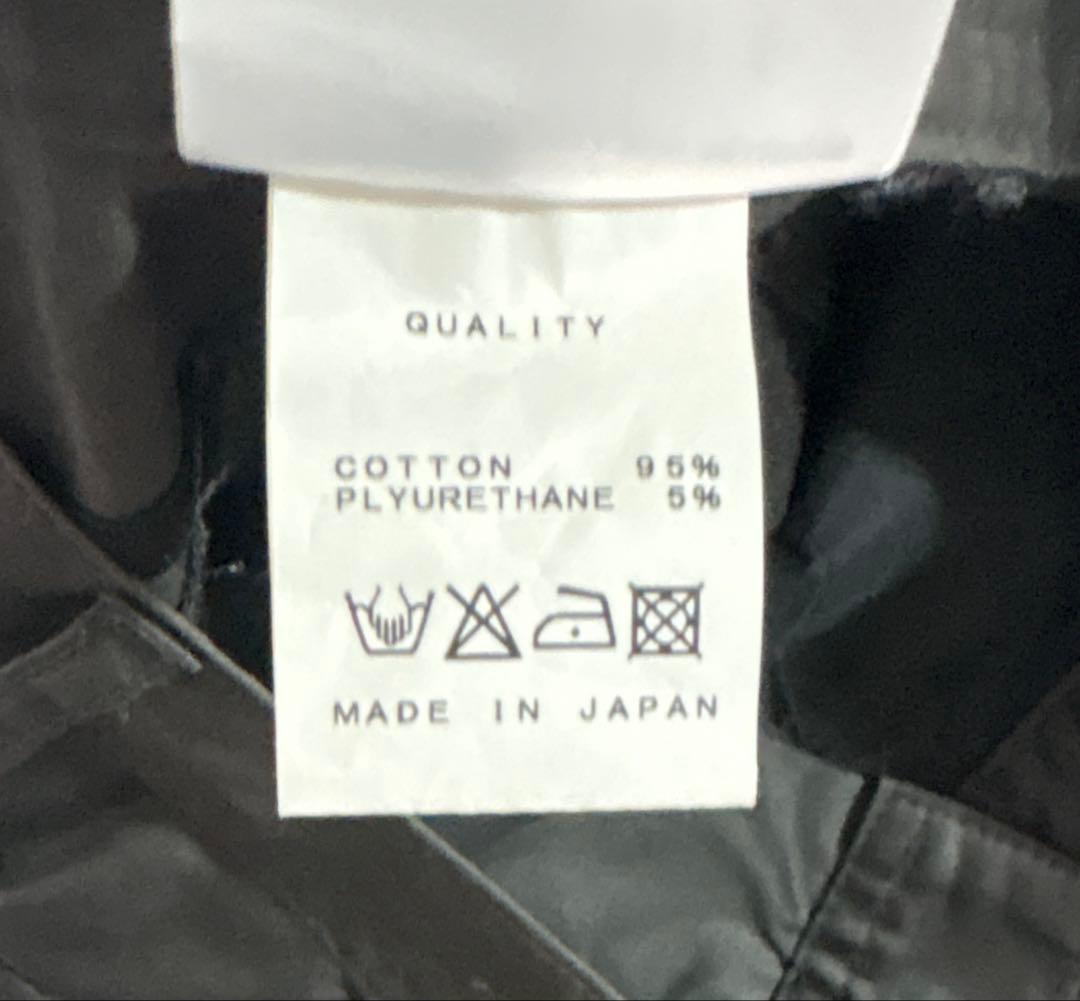 QUALITY
COTTON 95%
PLYURETHANE 5%
MADE IN JAPAN